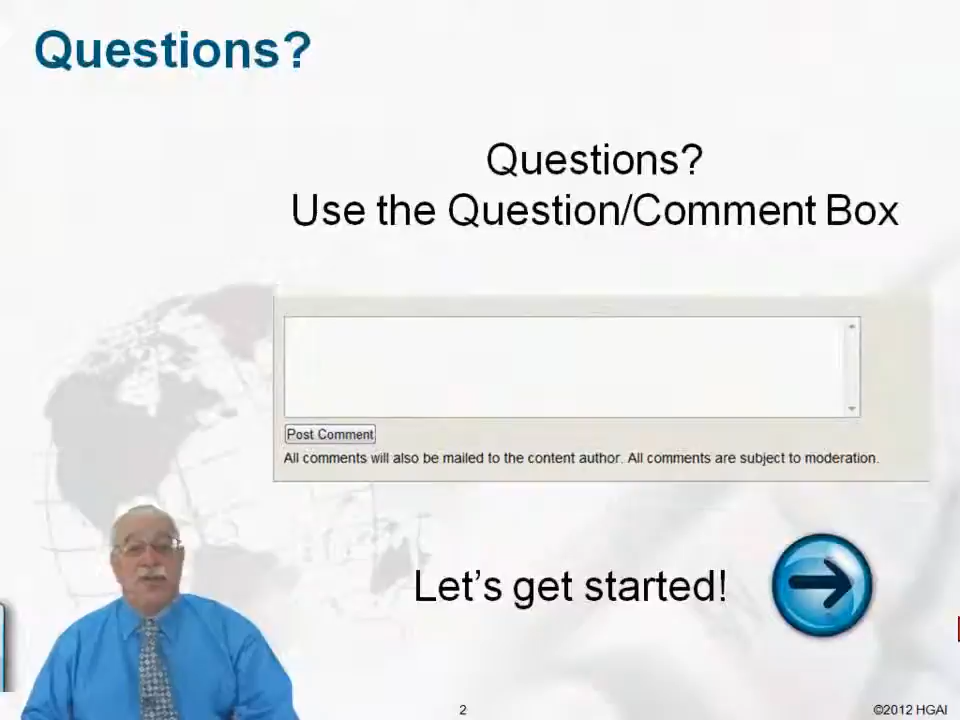 Questions?
Questions?
Use the Question/Comment Box
Post Comment
All comments will also be mailed to the content author. All comments are subject to moderation.
Let's get started!
2
©2012 HGAI